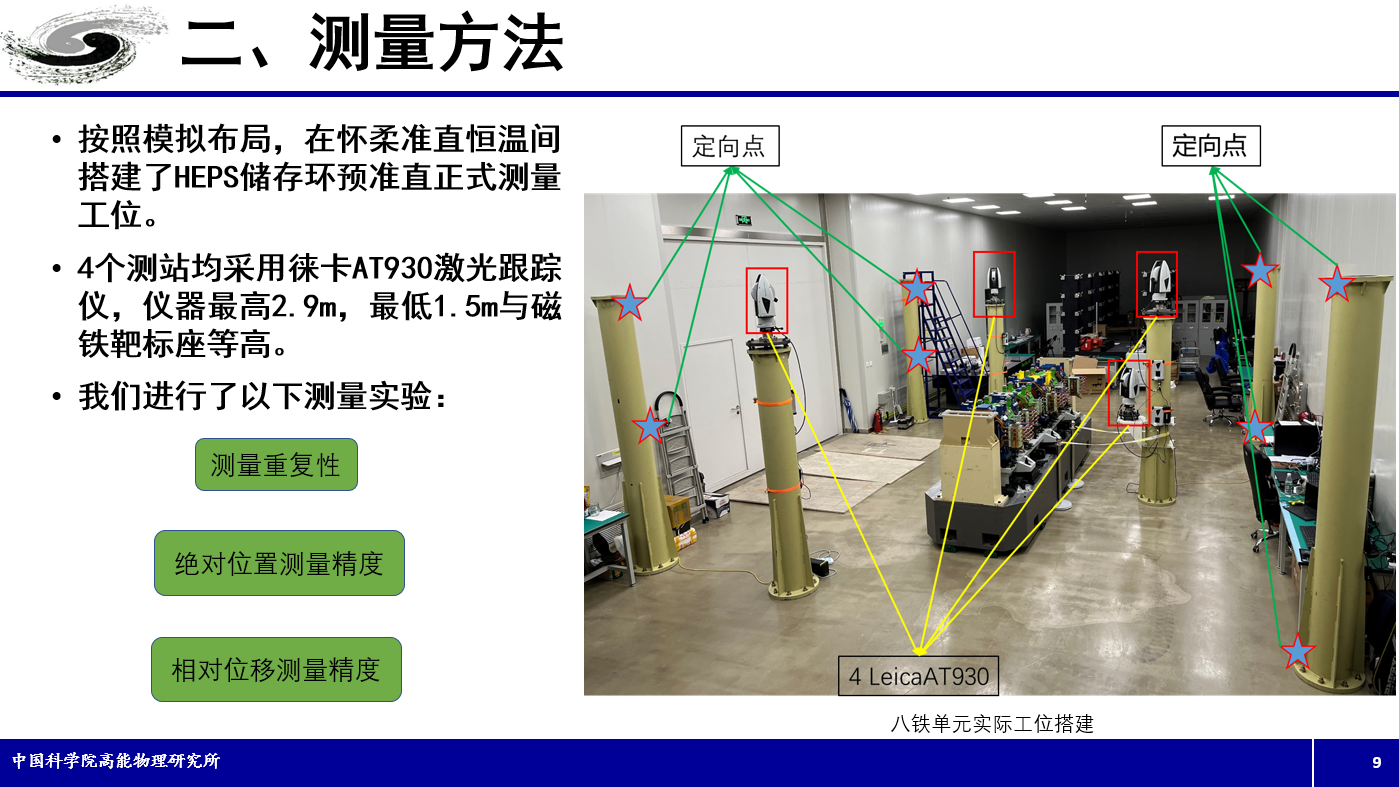 二、测量方法
• 按照模拟布局，在怀柔准直恒温间
搭建了HEPS储存环预准直正式测量
工位。
• 4个测站均采用徕卡AT930激光跟踪
仪，仪器最高2.9m，最低1.5m与磁
铁靶标座等高。
• 我们进行了以下测量实验：
测量重复性
绝对位置测量精度
相对位移测量精度
定向点
定向点
4 LeicaAT930
八铁单元实际工位搭建
中国科学院高能物理研究所
9